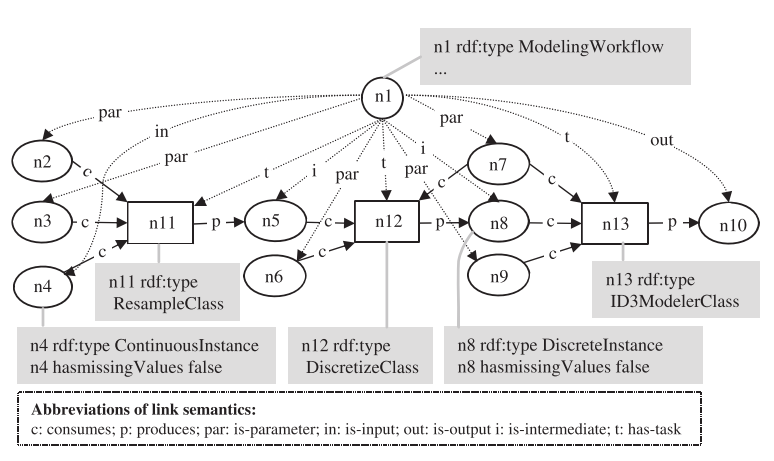 n1 rdf:type ModelingWorkflow
...
n1
par
in
par
t
i
par
t
par
i
par
t
out
n2
c
n3
c
n11
p
n5
c
n12
p
n7
c
c
n8
c
n13
p
n10
n4
c
n6
c
n9
c
n11 rdf:type
ResampleClass
n13 rdf:type
ID3ModelerClass
n4 rdf:type ContinuousInstance
n4 hasmissingValues false
n12 rdf:type
DiscretizeClass
n8 rdf:type DiscreteInstance
n8 hasmissingValues false
Abbreviations of link semantics:
c: consumes; p: produces; par: is-parameter; in: is-input; out: is-output i: is-intermediate; t: has-task